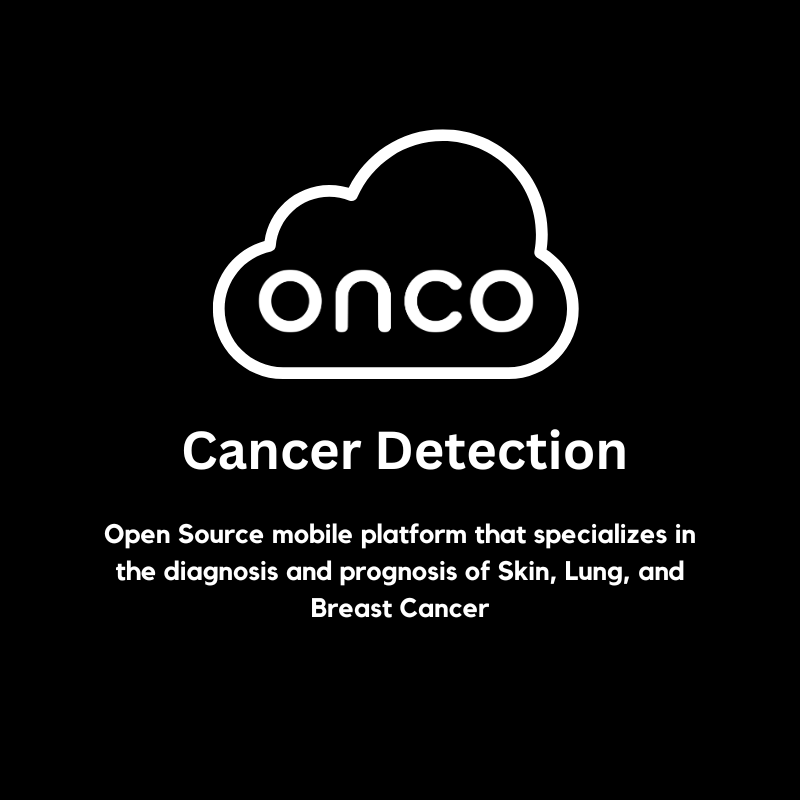 onco
Cancer Detection
Open Source mobile platform that specializes in
the diagnosis and prognosis of Skin, Lung, and
Breast Cancer